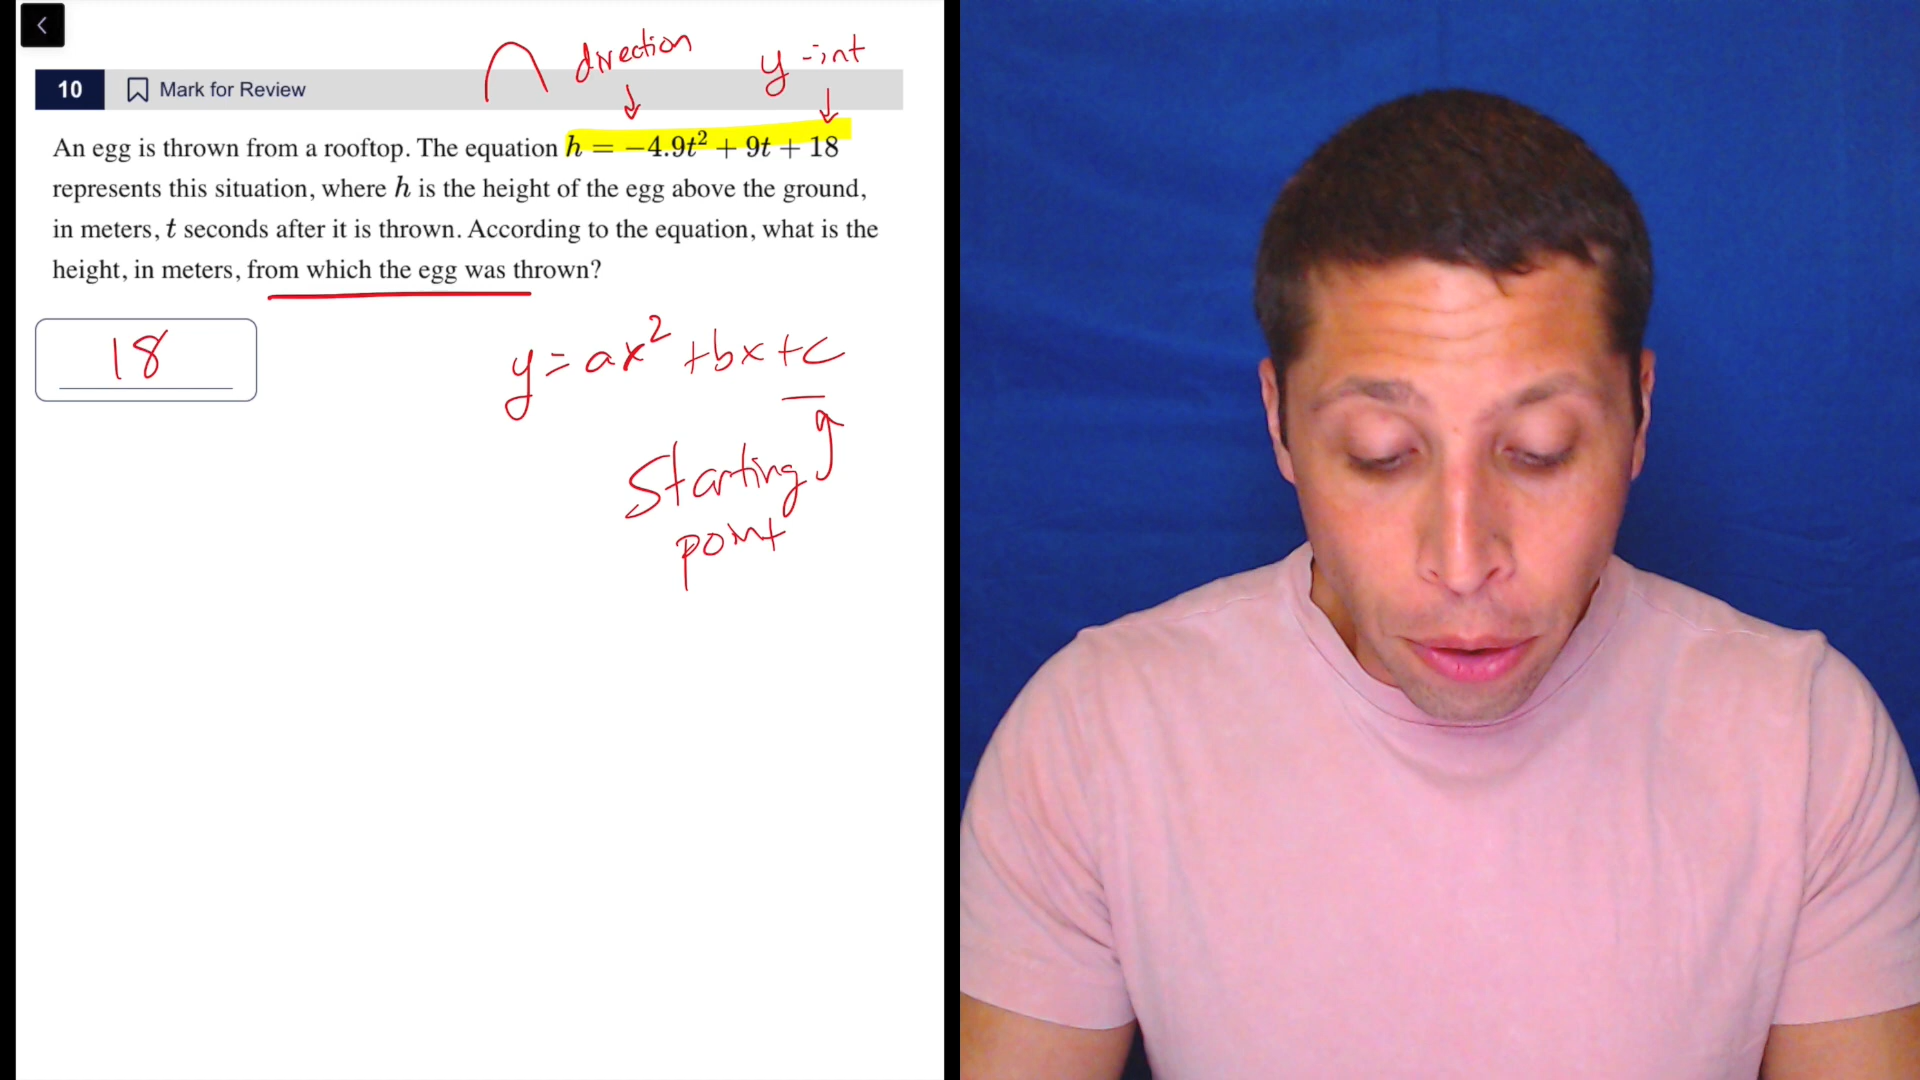 direction
y-int
10 Mark for Review
An egg is thrown from a rooftop. The equation h = −4.9t² + 9t + 18
represents this situation, where h is the height of the egg above the ground,
in meters, t seconds after it is thrown. According to the equation, what is the
height, in meters, from which the egg was thrown?
18
y = ax² + bx + c
Starting
point